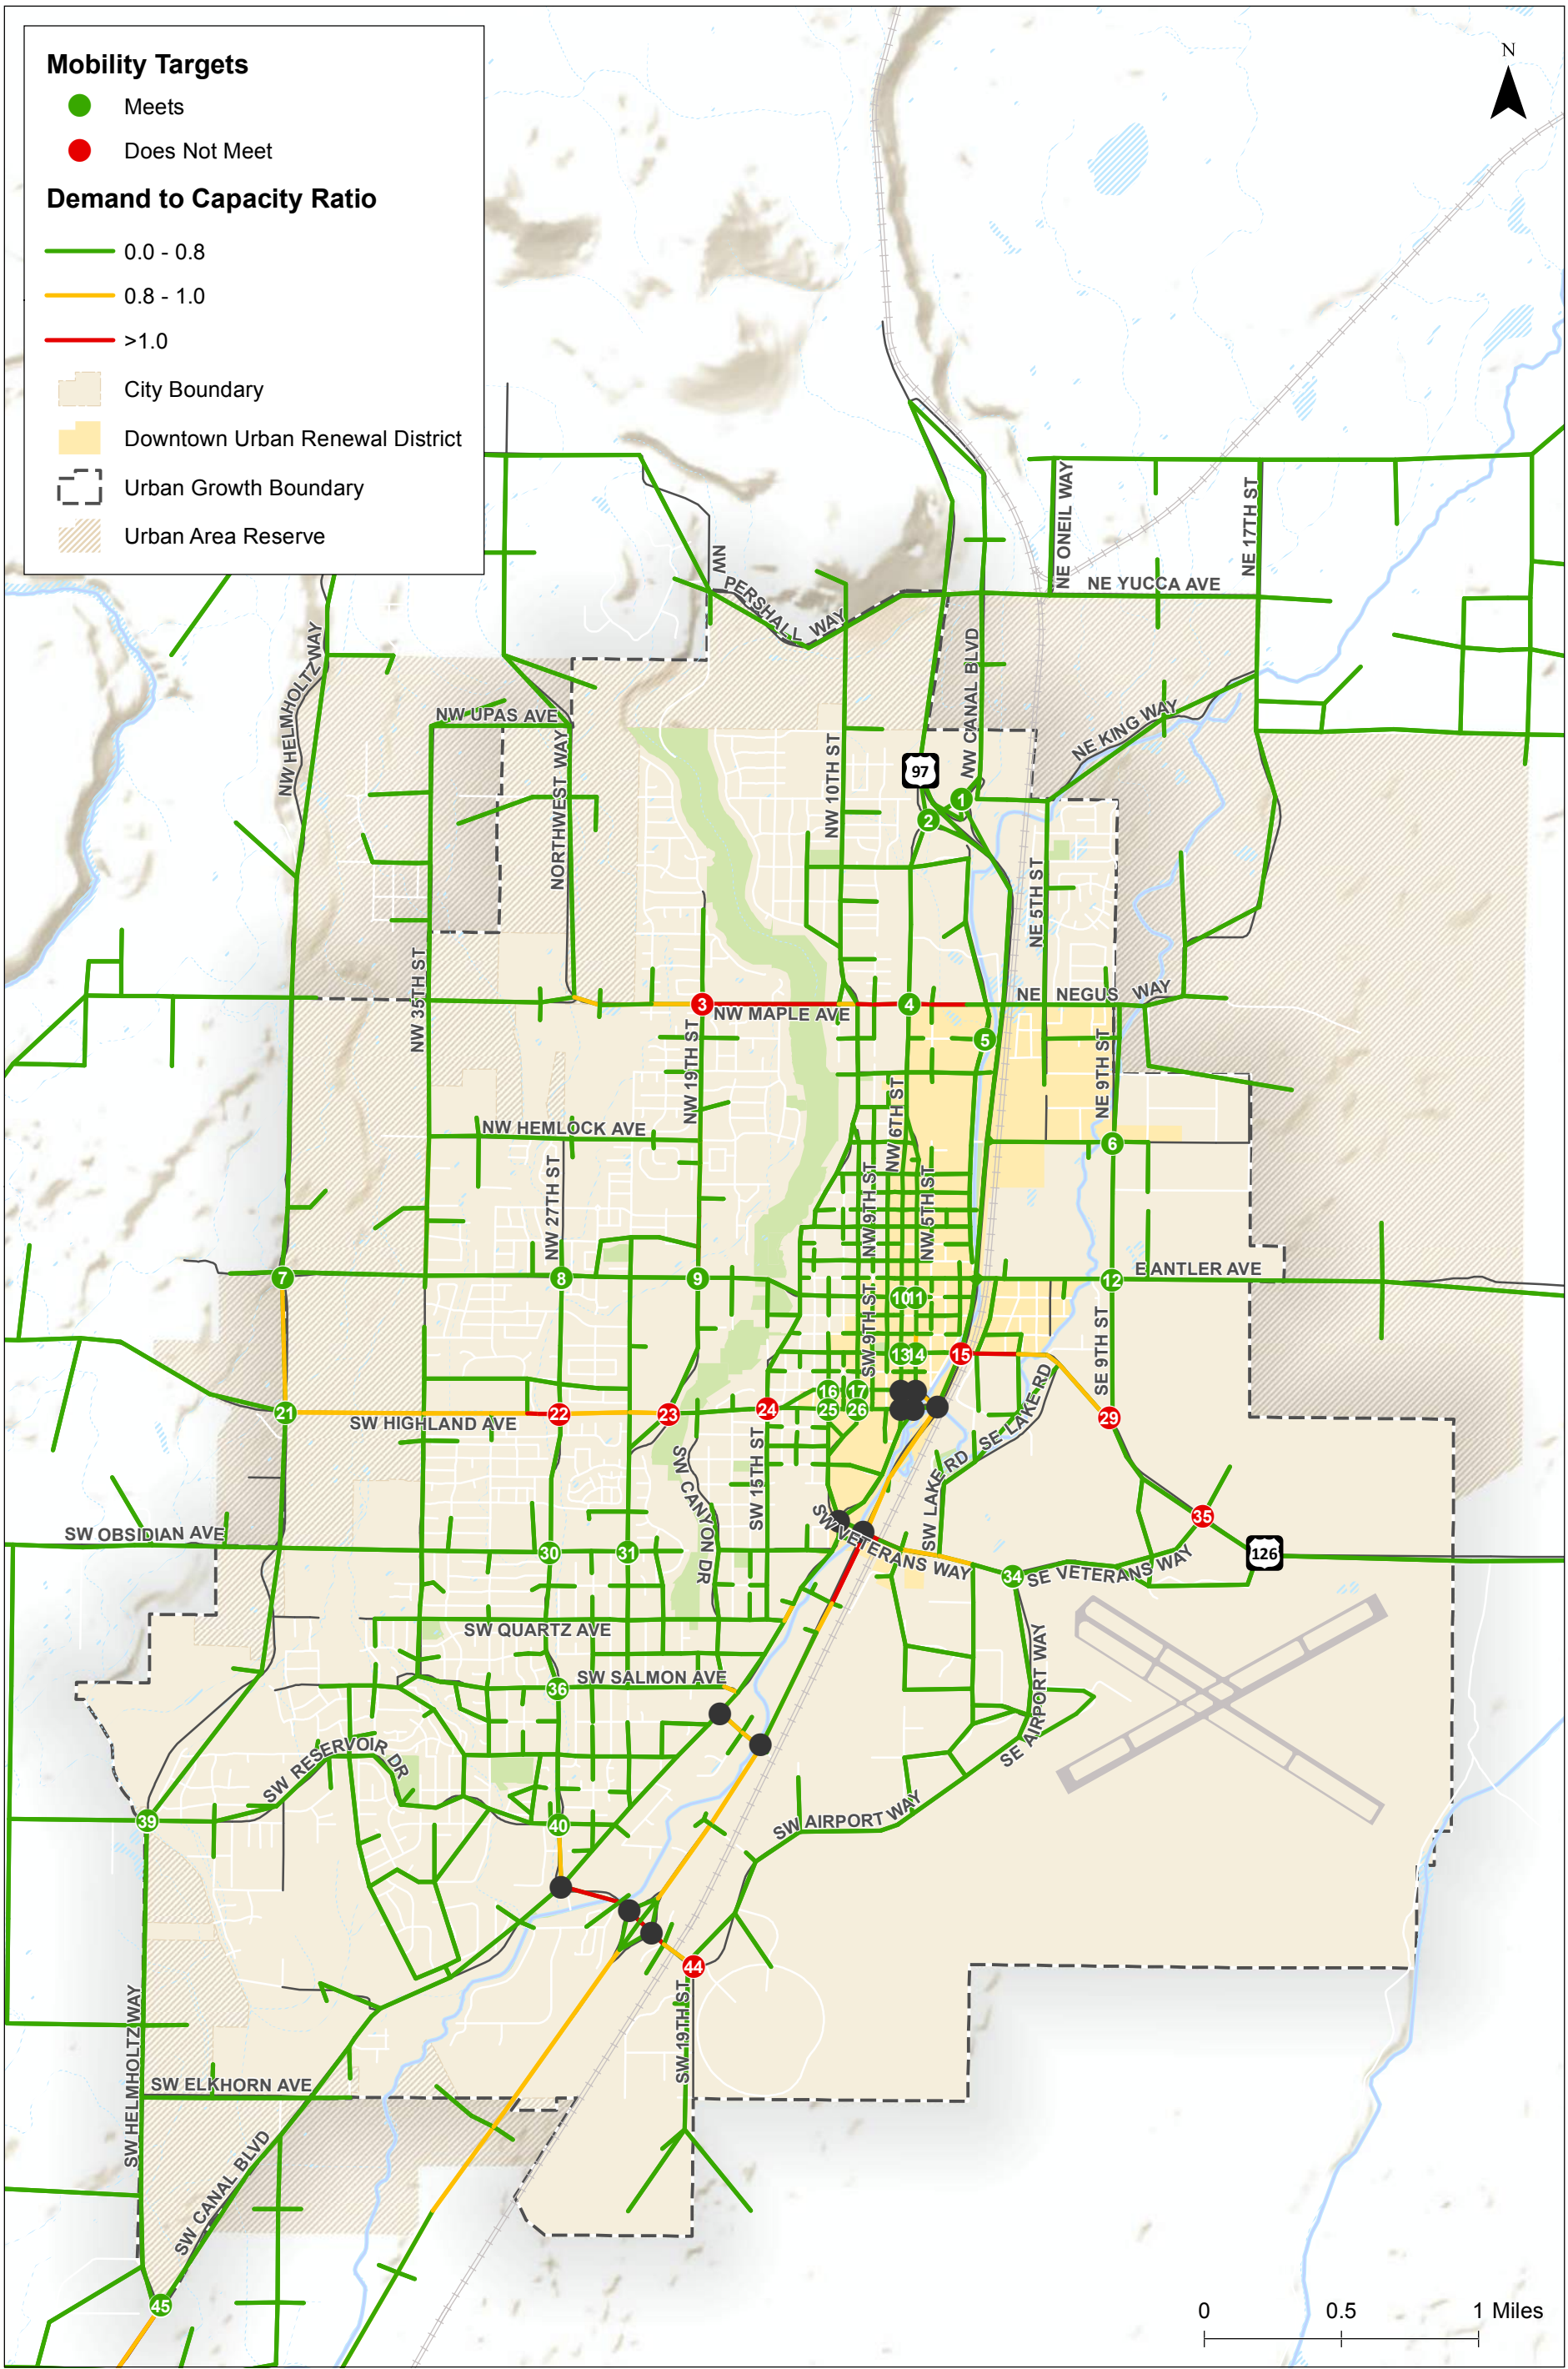 Mobility Targets
Meets
Does Not Meet
Demand to Capacity Ratio
0.0 - 0.8
0.8 - 1.0
>1.0
City Boundary
Downtown Urban Renewal District
Urban Growth Boundary
Urban Area Reserve
N
NE ONEIL WAY
NE 17TH ST
NW PERSHALL WAY
NE YUCCA AVE
NW HELMHOLTZ WAY
NW CANAL BLVD
NW UPAS AVE
NE KING WAY
NORTHWEST WAY
NW 10TH ST
97
1
2
NE 5TH ST
NW 35TH ST
3
4
NE NEGUS WAY
NW MAPLE AVE
5
NW 19TH ST
NE 9TH ST
NW 6TH ST
NW HEMLOCK AVE
6
NW 27TH ST
NW 9TH ST
NW 5TH ST
7
8
9
12
E ANTLER AVE
10
11
SW 9TH ST
SE 9TH ST
13
14
15
16
17
21
22
23
24
25
26
29
SW HIGHLAND AVE
SE LAKE RD
SW CANYON DR
SW 15TH ST
SW LAKE RD
35
SW OBSIDIAN AVE
30
31
SW VETERANS WAY
34
SE VETERANS WAY
126
SW QUARTZ AVE
SE AIRPORT WAY
SW SALMON AVE
36
SW RESERVOIR DR
39
40
SW AIRPORT WAY
44
SW 19TH ST
SW HELMHOLTZ WAY
SW ELKHORN AVE
SW CANAL BLVD
45
0 0.5 1 Miles